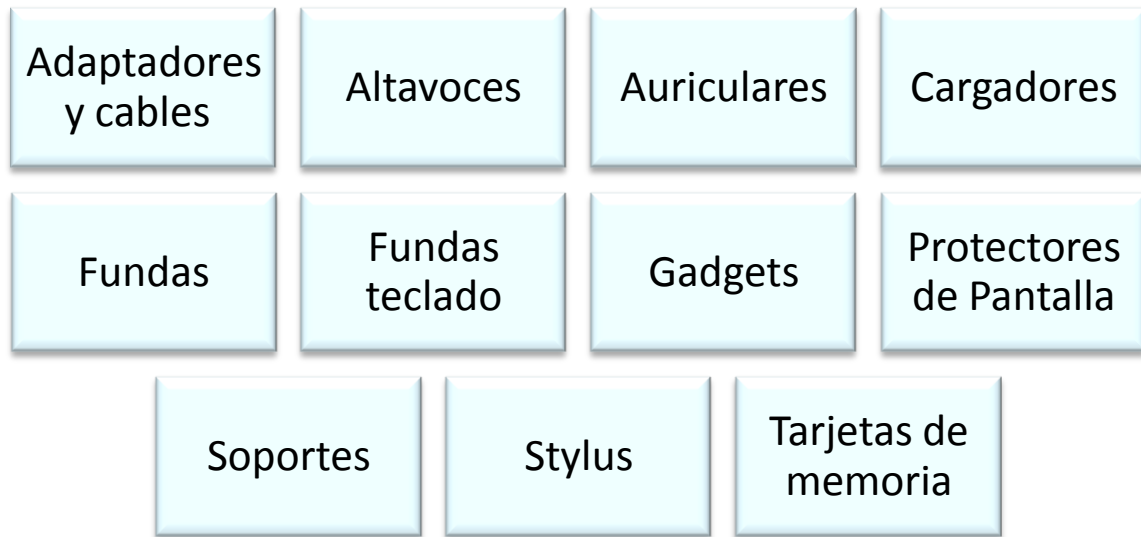 Adaptadores
y cables
Altavoces
Auriculares
Cargadores
Fundas
Fundas
teclado
Gadgets
Protectores
de Pantalla
Soportes
Stylus
Tarjetas de
memoria